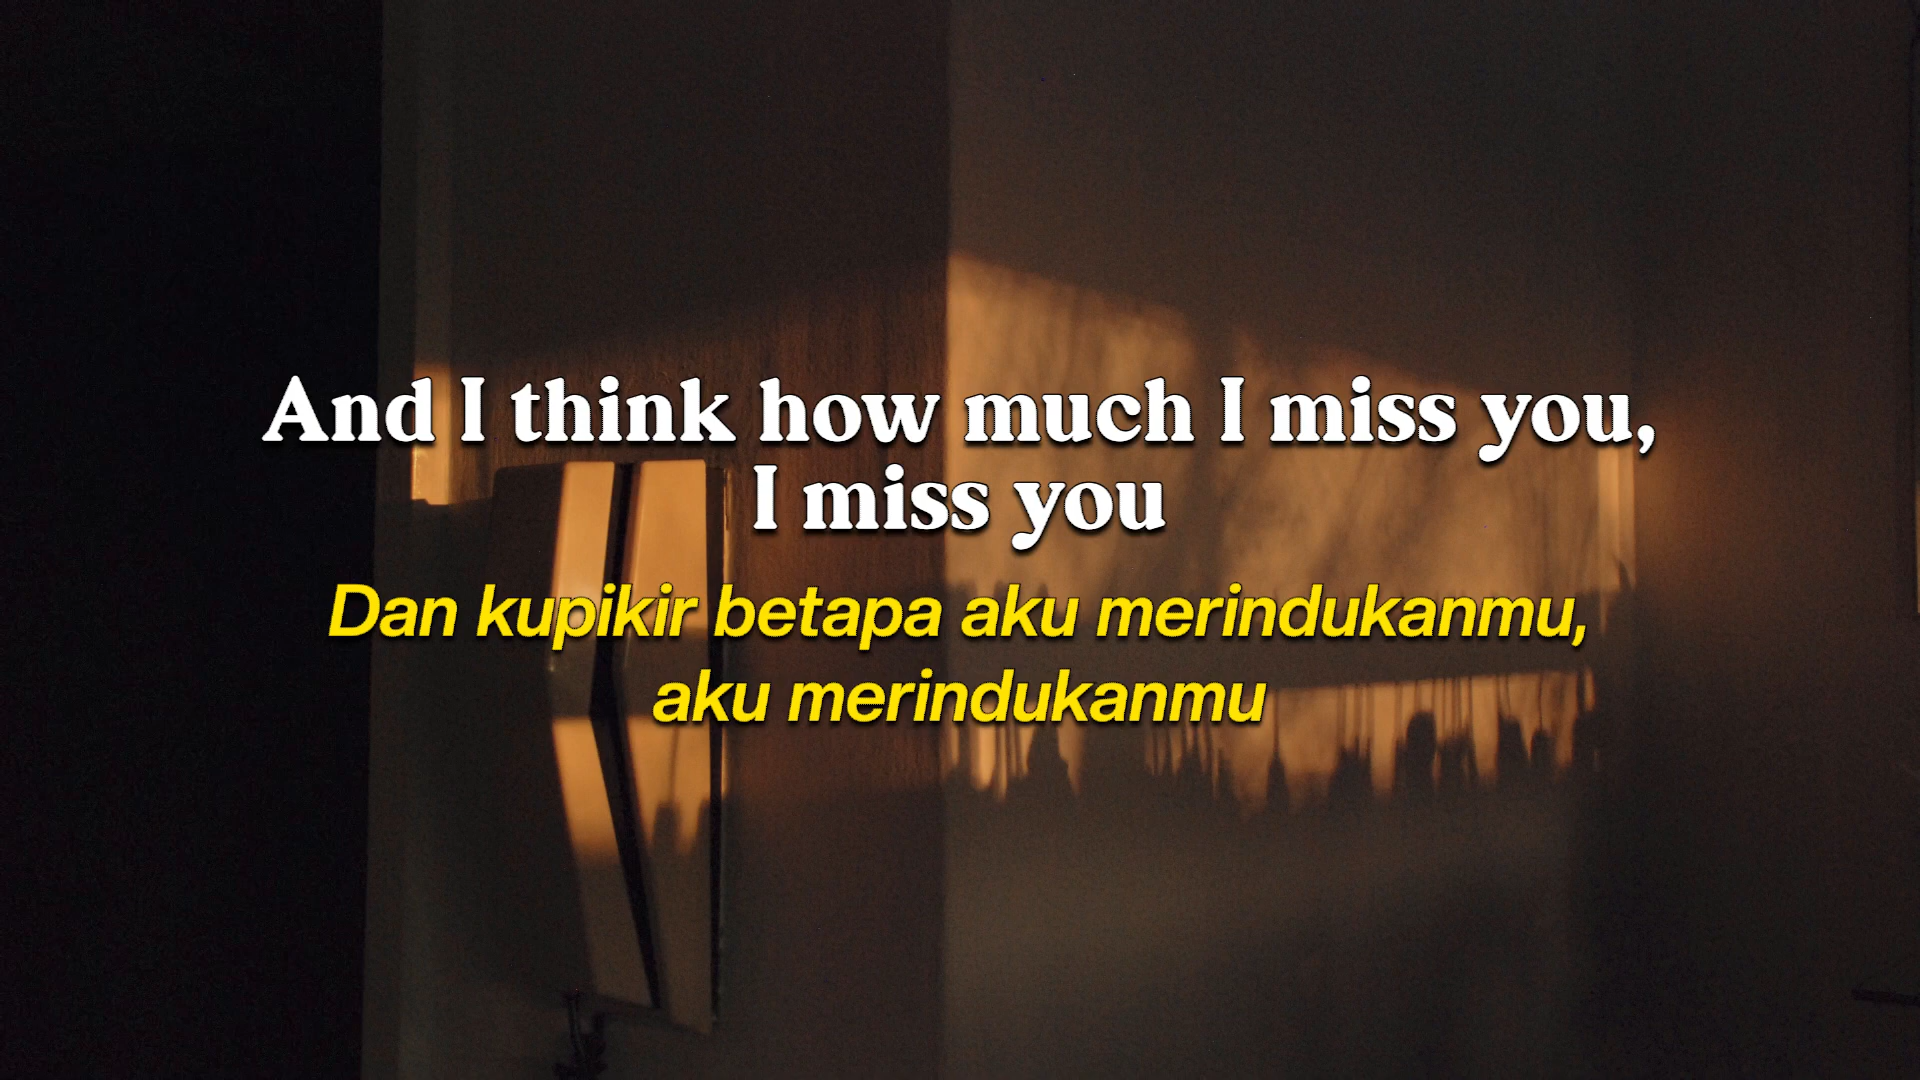 And I think how much I miss you,
I miss you
Dan kupikir betapa aku merindukanmu,
aku merindukanmu